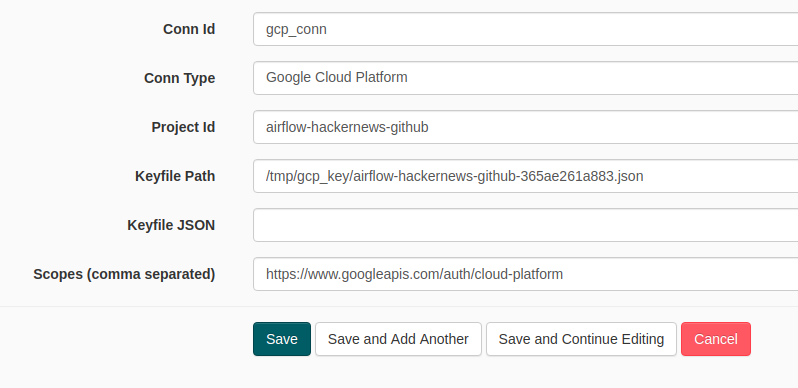 Conn Id gcp_conn
Conn Type Google Cloud Platform
Project Id airflow-hackernews-github
Keyfile Path /tmp/gcp_key/airflow-hackernews-github-365ae261a883.json
Keyfile JSON
Scopes (comma separated) https://www.googleapis.com/auth/cloud-platform
Save Save and Add Another Save and Continue Editing Cancel